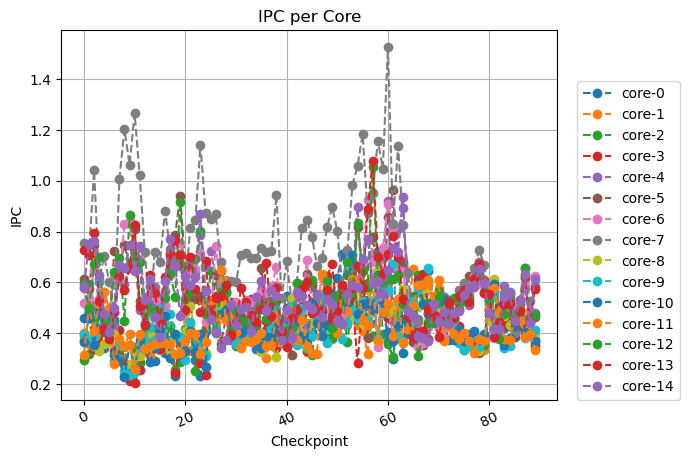 IPC per Core
IPC
1.4
1.2
1.0
0.8
0.6
0.4
0.2
0
20
40
60
80
Checkpoint
core-0
core-1
core-2
core-3
core-4
core-5
core-6
core-7
core-8
core-9
core-10
core-11
core-12
core-13
core-14